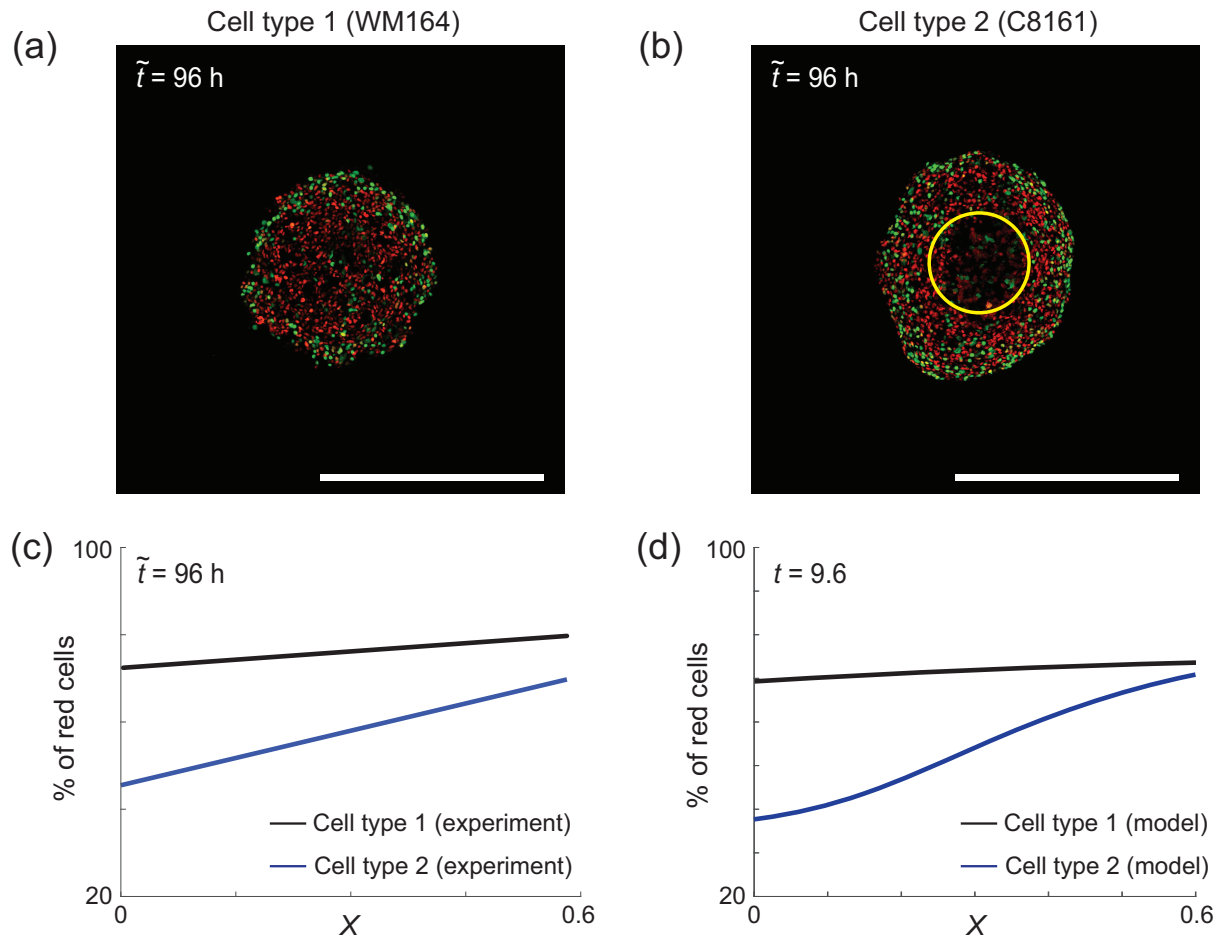 Cell type 1 (WM164)
Cell type 2 (C8161)
(a)
t̃ = 96 h
(b)
t̃ = 96 h
(c)
100
t̃ = 96 h
% of red cells
Cell type 1 (experiment)
Cell type 2 (experiment)
20
0
X
0.6
(d)
100
t = 9.6
% of red cells
Cell type 1 (model)
Cell type 2 (model)
20
0
X
0.6